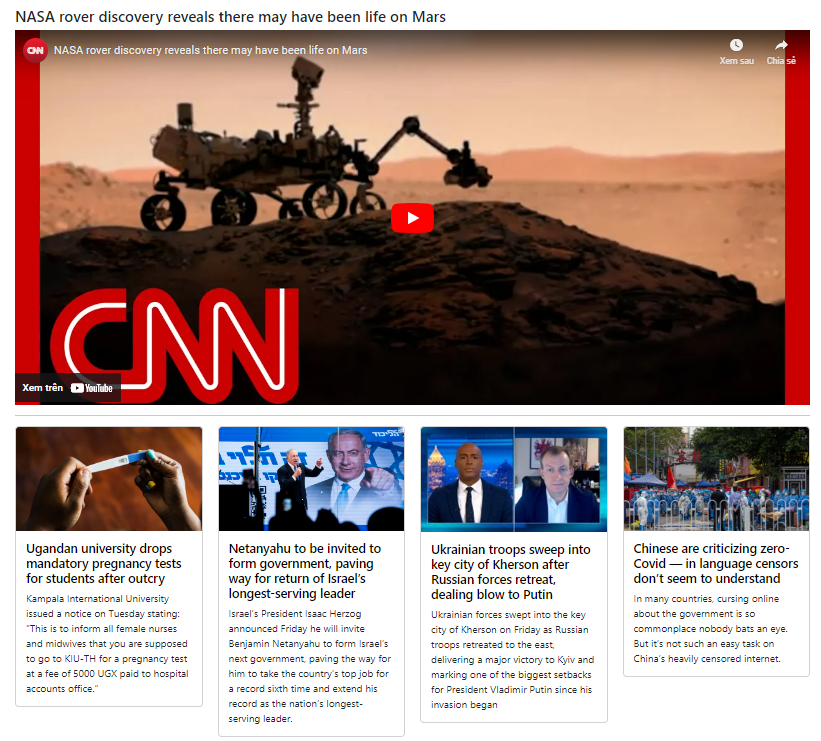 NASA rover discovery reveals there may have been life on Mars
CNN
NASA rover discovery reveals there may have been life on Mars
Xem sau
Chia sẻ
CNN
Xem trên
YouTube
Ugandan university drops
mandatory pregnancy tests
for students after outcry
Kampala International University
issued a notice on Tuesday stating:
“This is to inform all female nurses
and midwives that you are supposed
to go to KIU-TH for a pregnancy test
at a fee of 5000 UGX paid to hospital
accounts office.”
הליכוד
Netanyahu to be invited to
form government, paving
way for return of Israel’s
longest-serving leader
Israel’s President Isaac Herzog
announced Friday he will invite
Benjamin Netanyahu to form Israel’s
next government, paving the way for
him to take the country’s top job for
a record sixth time and extend his
record as the nation’s longest-
serving leader.
Ukrainian troops sweep into
key city of Kherson after
Russian forces retreat,
dealing blow to Putin
Ukrainian forces swept into the key
city of Kherson on Friday as Russian
troops retreated to the east,
delivering a major victory to Kyiv and
marking one of the biggest setbacks
for President Vladimir Putin since his
invasion began
Chinese are criticizing zero-
Covid — in language censors
don’t seem to understand
In many countries, cursing online
about the government is so
commonplace nobody bats an eye.
But it’s not such an easy task on
China’s heavily censored internet.